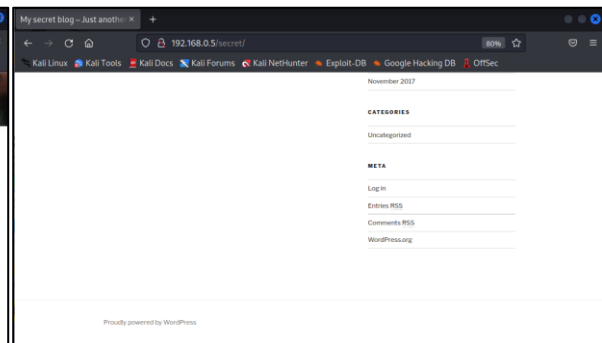 My secret blog – Just another
192.168.0.5/secret/
80%
Kali Linux Kali Tools Kali Docs Kali Forums Kali NetHunter Exploit-DB Google Hacking DB OffSec
November 2017
CATEGORIES
Uncategorized
META
Log in
Entries RSS
Comments RSS
WordPress.org
Proudly powered by WordPress